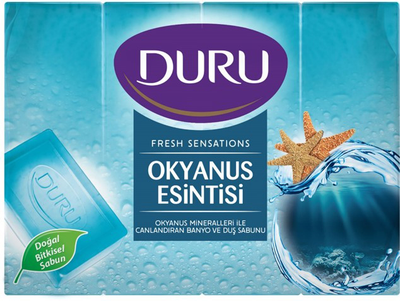 DURU
FRESH SENSATIONS
OKYANUS
ESİNTİSİ
OKYANUS MİNERALLERİ İLE
CANLANDIRAN BANYO VE DUŞ SABUNU
DURU
Doğal
Bitkisel
Sabun